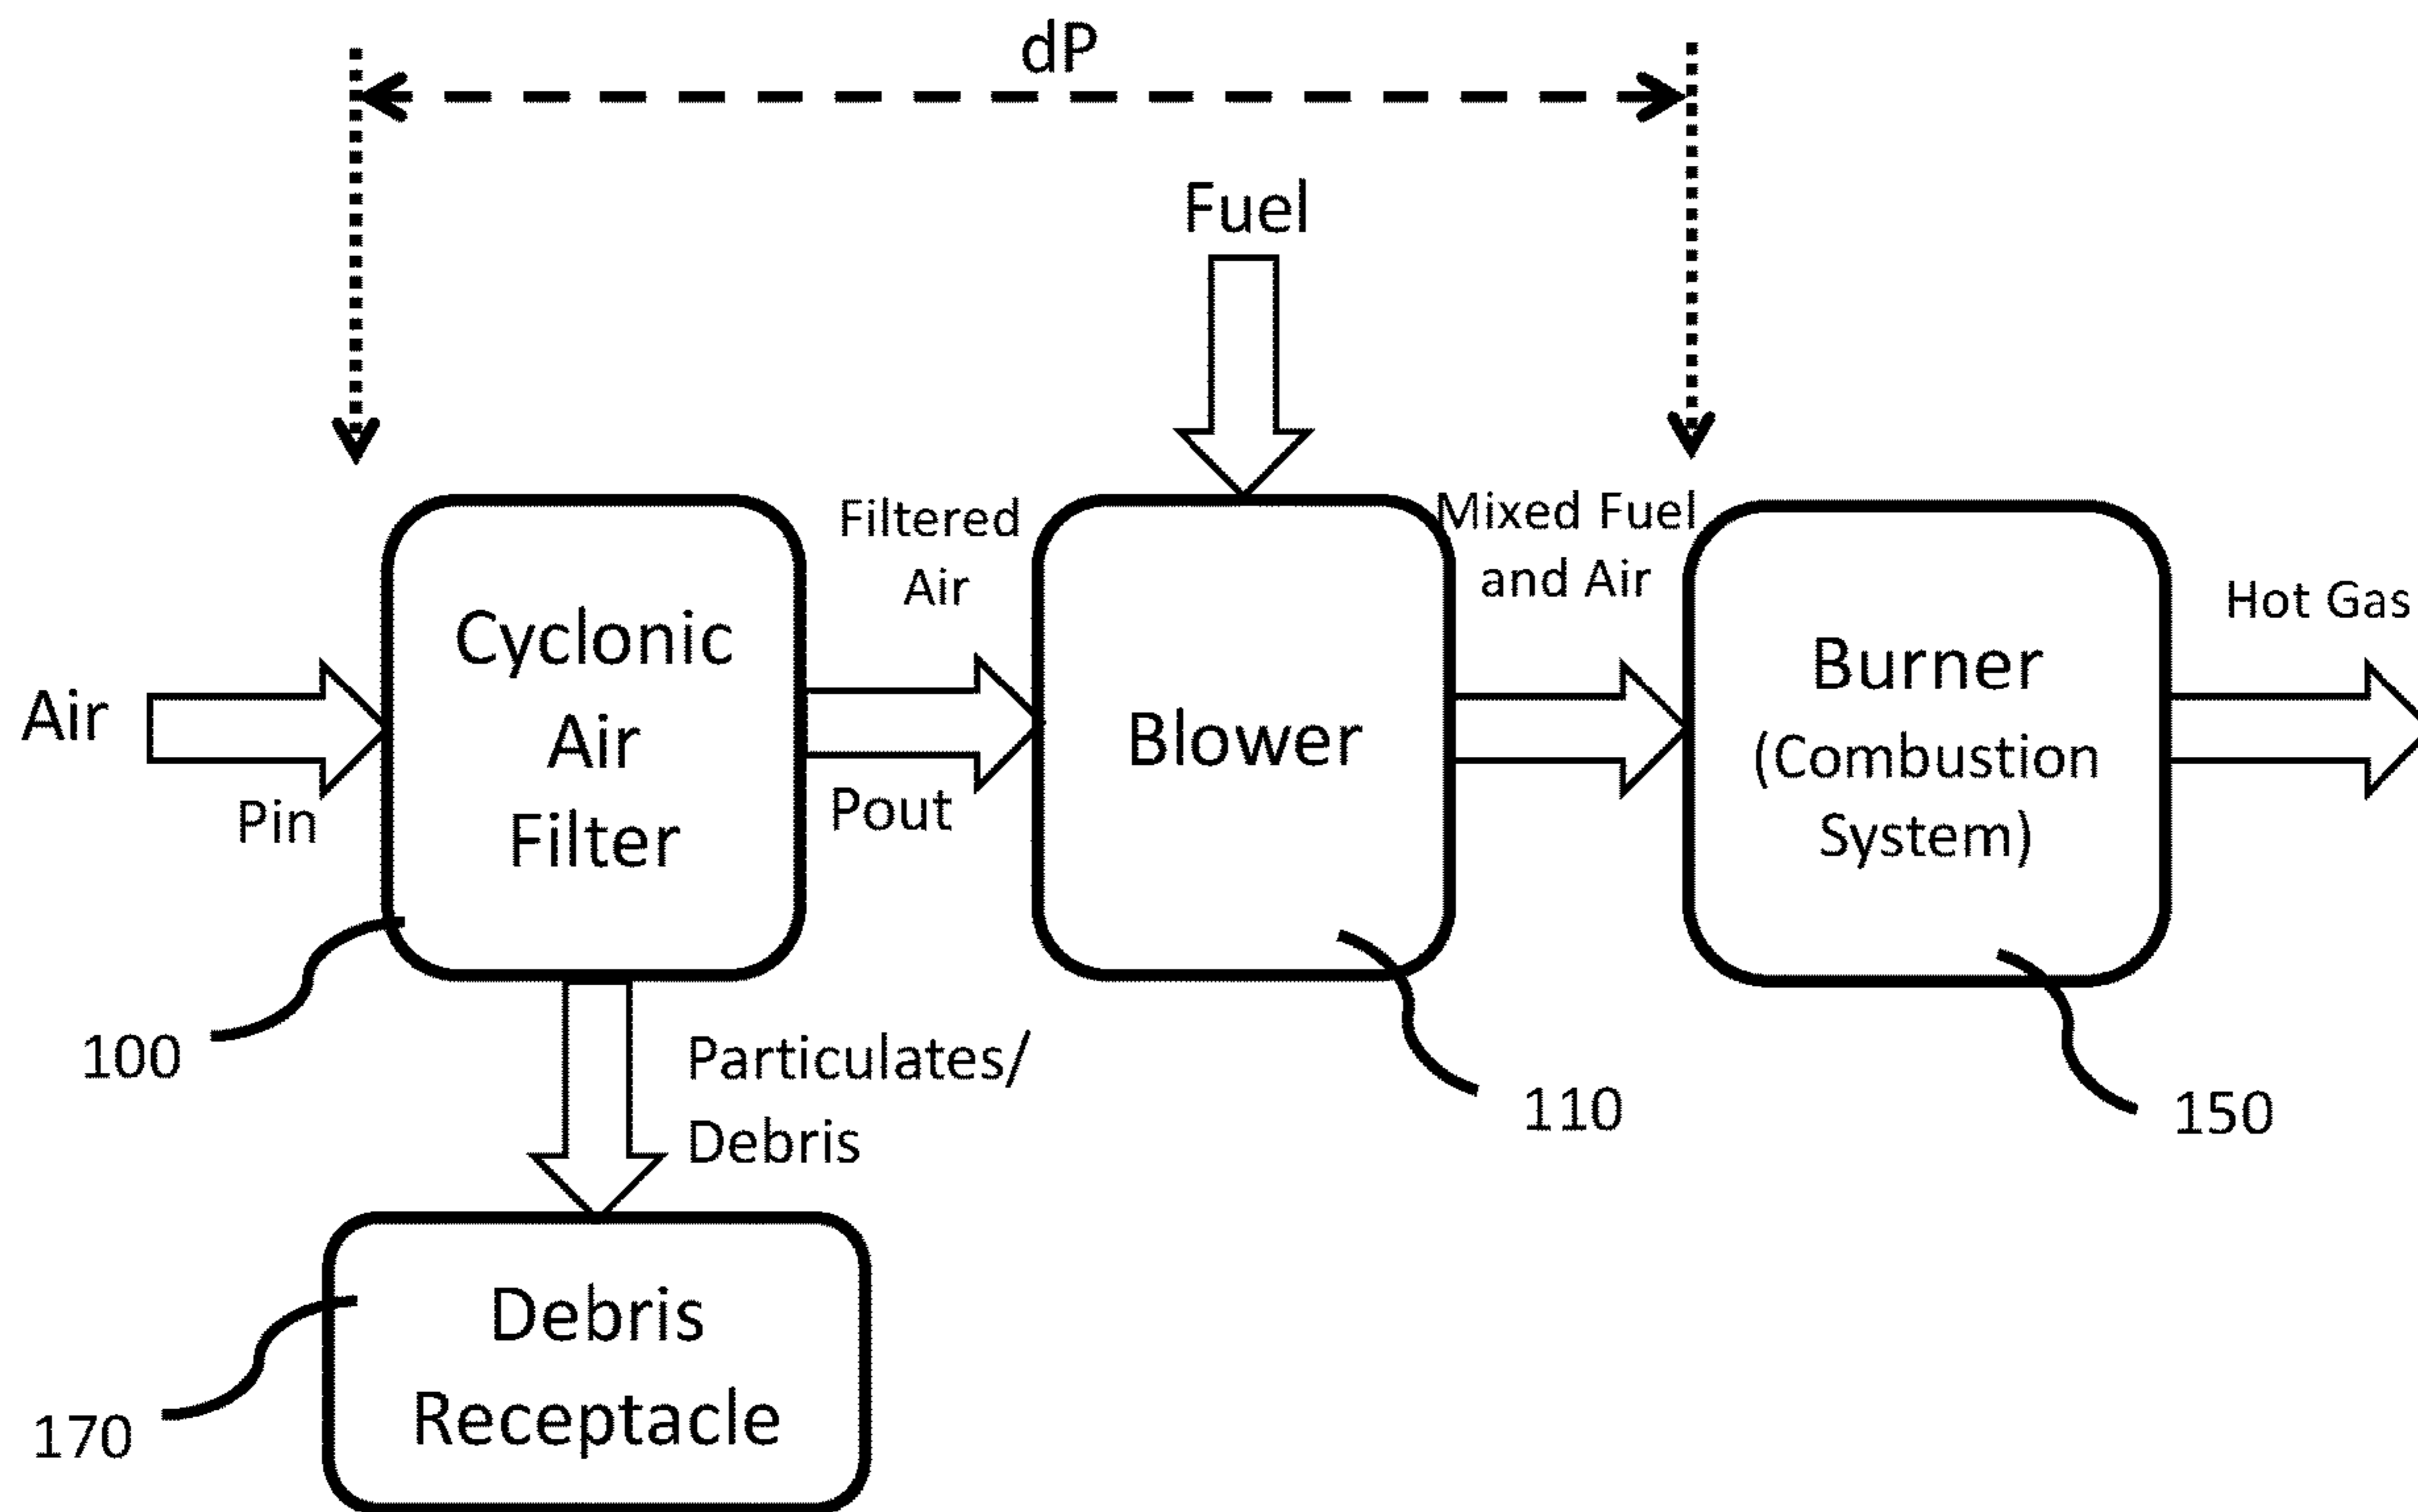 dP
Fuel
Filtered
Air
Mixed Fuel
and Air
Hot Gas
Air
Pin
Cyclonic
Air
Filter
Pout
Blower
Burner
(Combustion
System)
100
Particulates/
Debris
110
150
Debris
Receptacle
170